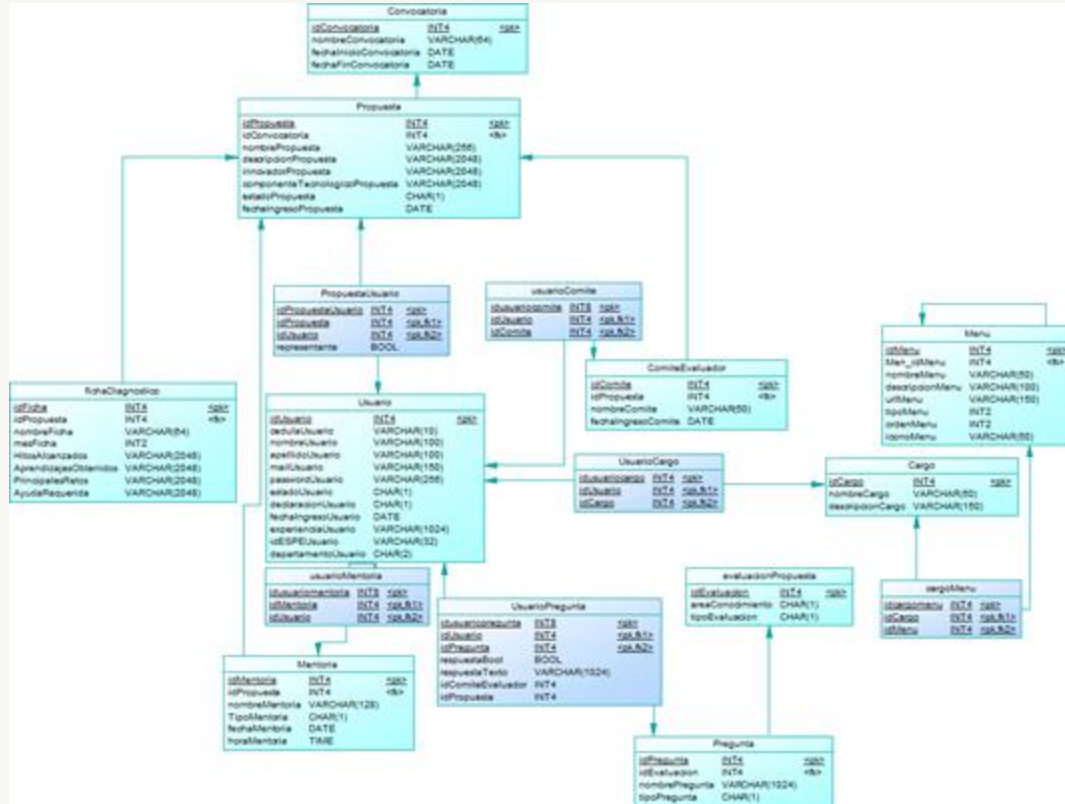 Convocatoria
idConvocatoria INT4 <pk>
nombreConvocatoria VARCHAR(64)
fechaInicioConvocatoria DATE
fechaFinConvocatoria DATE
Propuesta
idPropuesta INT4 <pk>
idConvocatoria INT4 <fk>
nombrePropuesta VARCHAR(256)
descripcionPropuesta VARCHAR(2048)
innovadorPropuesta VARCHAR(2048)
componenteTecnologicoPropuesta VARCHAR(2048)
estadoPropuesta CHAR(1)
fechaIngresoPropuesta DATE
PropuestaUsuario
idPropuestaUsuario INT4 <pk>
idPropuesta INT4 <pk,fk1>
idUsuario INT4 <pk,fk2>
representante BOOL
usuarioComite
idusuariocomite INT8 <pk>
idUsuario INT4 <pk,fk1>
idComite INT4 <pk,fk2>
ComiteEvaluador
idComite INT4 <pk>
idPropuesta INT4 <fk>
nombreComite VARCHAR(50)
fechaIngresoComite DATE
Menu
idMenu INT4 <pk>
Men_idMenu INT4 <fk>
nombreMenu VARCHAR(50)
descripcionMenu VARCHAR(100)
urlMenu VARCHAR(150)
tipoMenu INT2
ordenMenu INT2
iconoMenu VARCHAR(50)
fichaDiagnostico
idFicha INT4 <pk>
idPropuesta INT4 <fk>
nombreFicha VARCHAR(64)
mesFicha INT2
HitosAlcanzados VARCHAR(2048)
AprendizajesObtenidos VARCHAR(2048)
PrincipalesRetos VARCHAR(2048)
AyudaRequerida VARCHAR(2048)
Usuario
idUsuario INT4 <pk>
cedulaUsuario VARCHAR(10)
nombreUsuario VARCHAR(100)
apellidoUsuario VARCHAR(100)
mailUsuario VARCHAR(150)
passwordUsuario VARCHAR(256)
estadoUsuario CHAR(1)
declaracionUsuario CHAR(1)
fechaIngresoUsuario DATE
experienciaUsuario VARCHAR(1024)
idESPEUsuario VARCHAR(32)
departamentoUsuario CHAR(2)
UsuarioCargo
idusuariocargo INT4 <pk>
idUsuario INT4 <pk,fk1>
idCargo INT4 <pk,fk2>
Cargo
idCargo INT4 <pk>
nombreCargo VARCHAR(50)
descripcionCargo VARCHAR(150)
usuarioMentoria
idusuariomentoria INT8 <pk>
idMentoria INT4 <pk,fk1>
idUsuario INT4 <pk,fk2>
UsuarioPregunta
idusuariopregunta INT8 <pk>
idUsuario INT4 <pk,fk1>
idPregunta INT4 <pk,fk2>
respuestaBool BOOL
respuestaTexto VARCHAR(1024)
idComiteEvaluador INT4
idPropuesta INT4
evaluacionPropuesta
idEvaluacion INT4 <pk>
areaConocimiento CHAR(1)
tipoEvaluacion CHAR(1)
cargoMenu
idcargomenu INT4 <pk>
idCargo INT4 <pk,fk1>
idMenu INT4 <pk,fk2>
Mentoria
idMentoria INT4 <pk>
idPropuesta INT4 <fk>
nombreMentoria VARCHAR(128)
TipoMentoria CHAR(1)
fechaMentoria DATE
horaMentoria TIME
Pregunta
idPregunta INT4 <pk>
idEvaluacion INT4 <fk>
nombrePregunta VARCHAR(1024)
tipoPregunta CHAR(1)